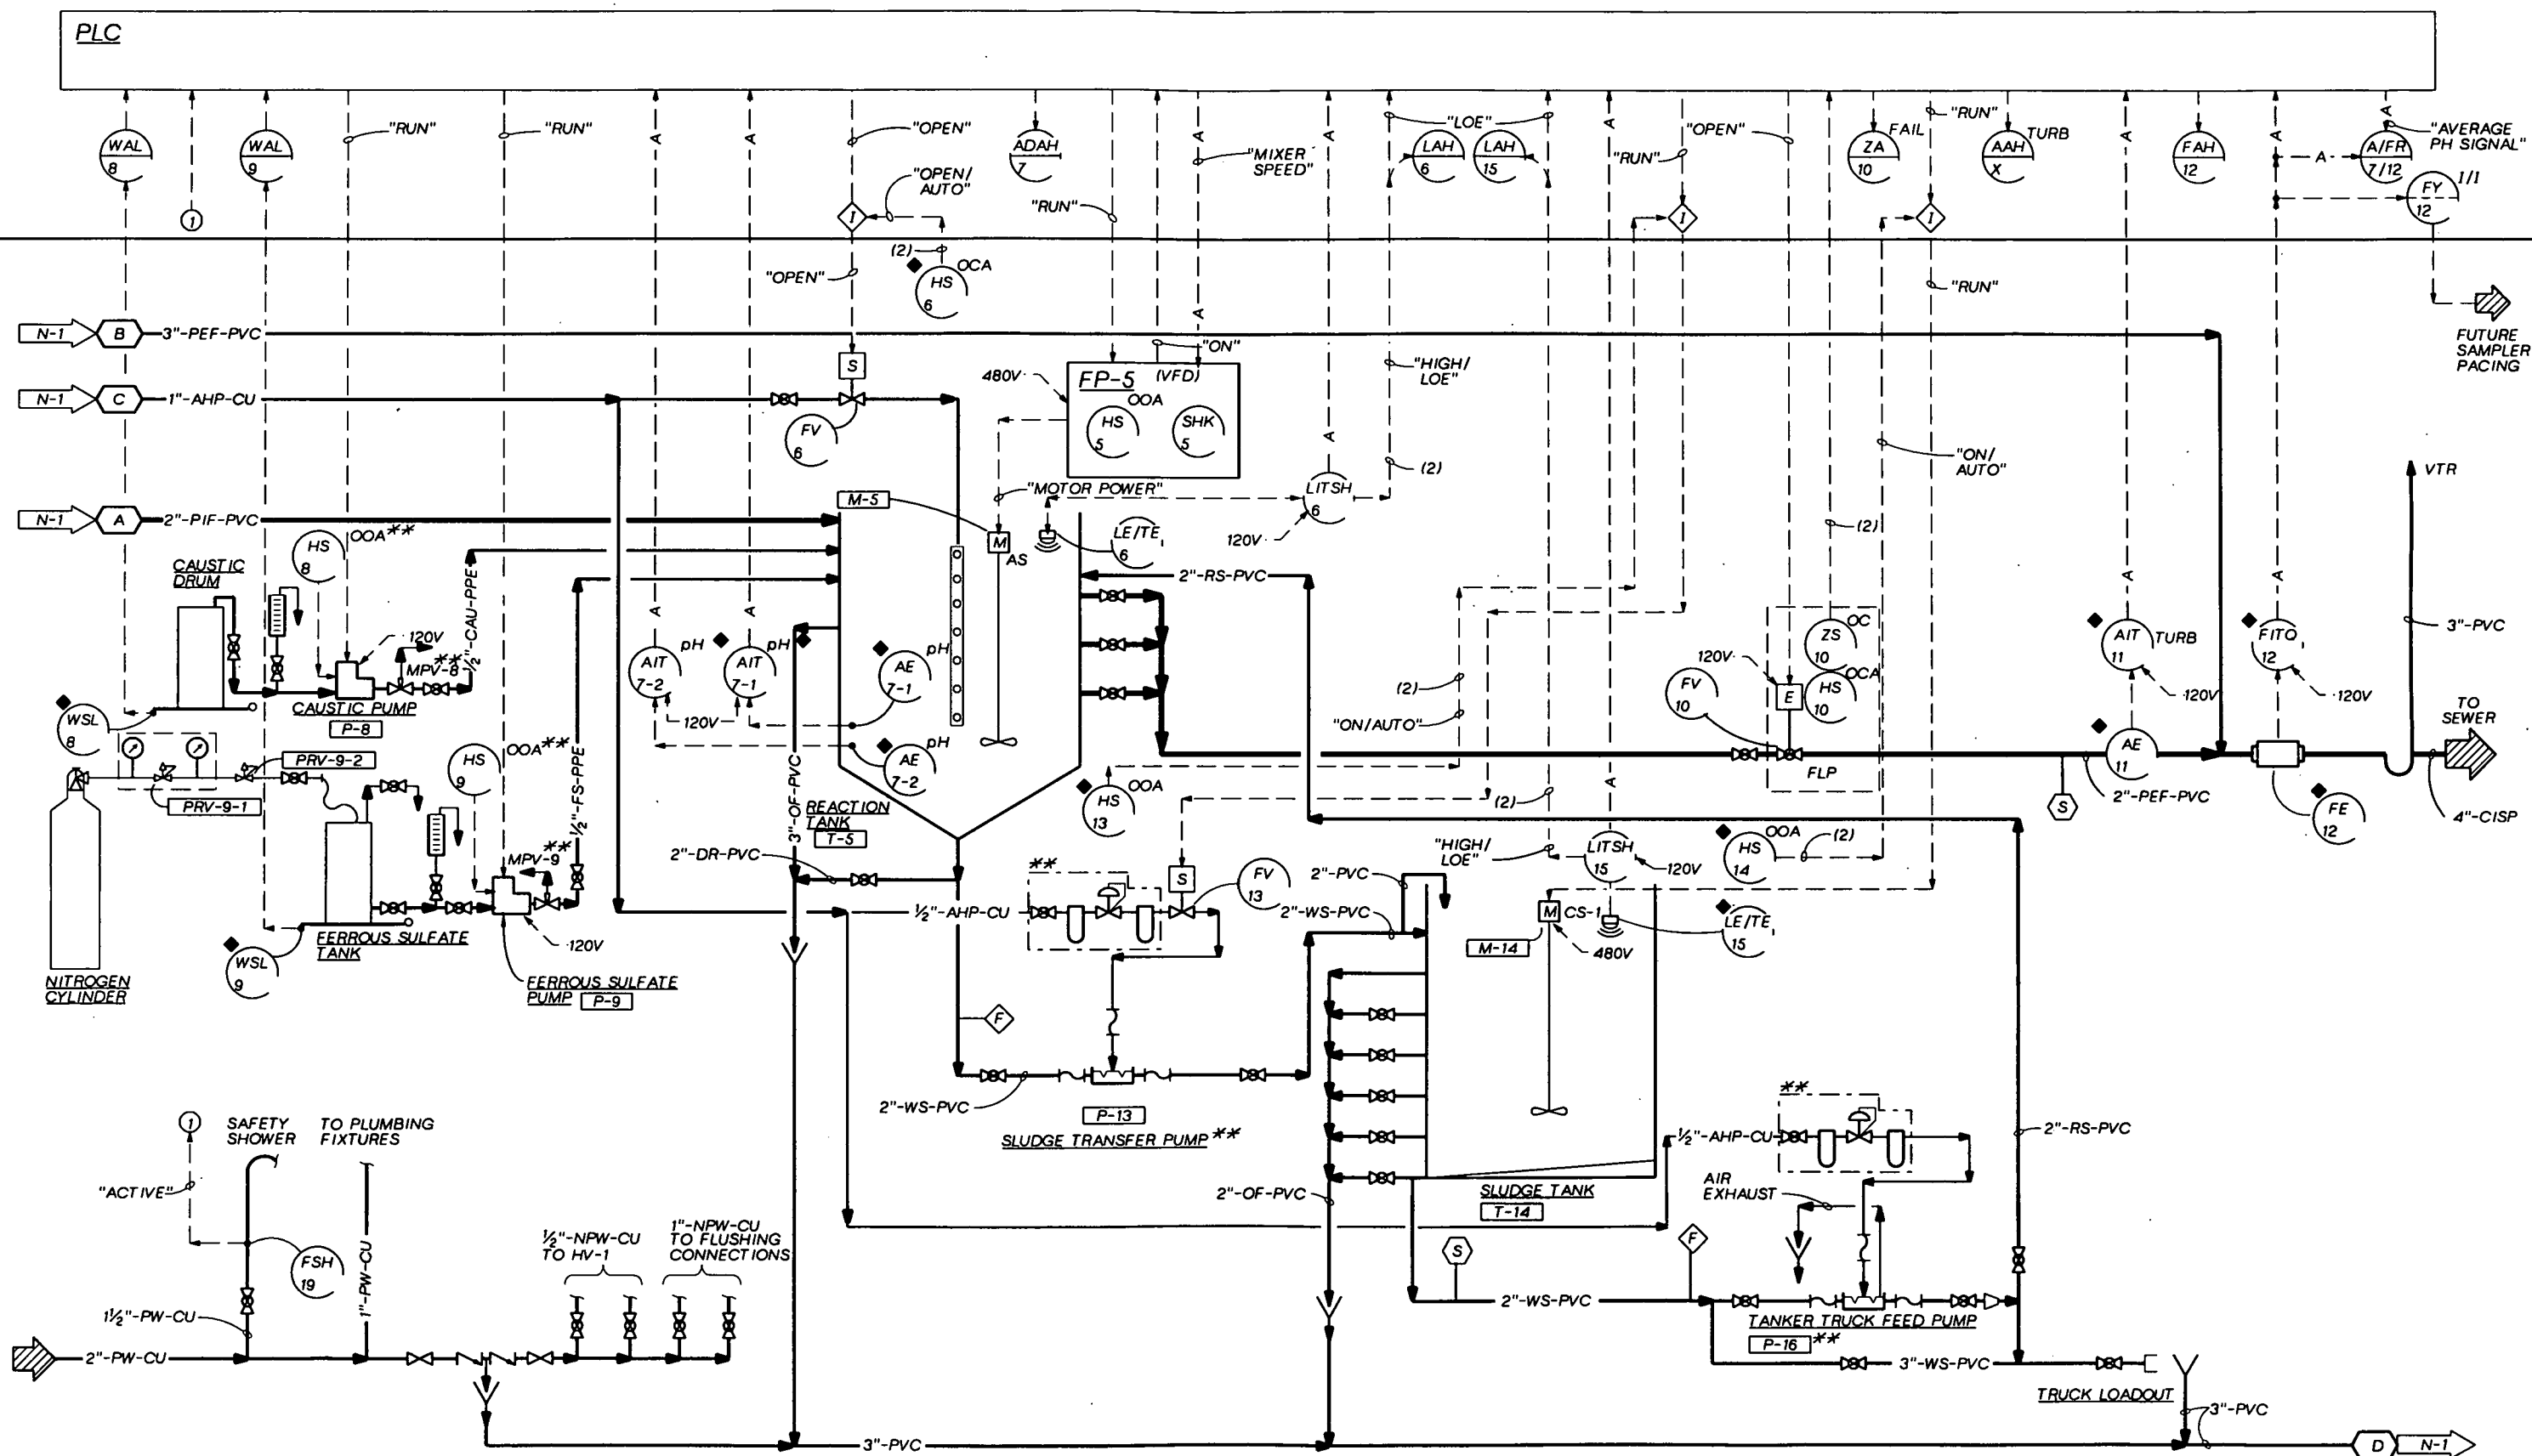 PLC
WAL
8
1
WAL
9
"RUN"
"RUN"
A
A
"OPEN"
"OPEN/
AUTO"
I
ADAH
7
"RUN"
"MIXER
SPEED"
A
A
"LOE"
LAH
6
LAH
15
A
"RUN"
I
"OPEN"
ZA
10
FAIL
"RUN"
I
AAH
X
TURB
A
FAH
12
A
A
A/FR
7/12
A
"AVERAGE
PH SIGNAL"
FY
12
I/I
(2)
OCA
HS
6
"OPEN"
"RUN"
N-1
B
3"-PEF-PVC
FUTURE
SAMPLER
PACING
S
FV
6
"ON"
A
480V
FP-5
(VFD)
OOA
HS
5
SHK
5
"HIGH/
LOE"
(2)
A
N-1
C
1"-AHP-CU
"ON/
AUTO"
VTR
N-1
A
2"-PIF-PVC
M-5
"MOTOR POWER"
M
AS
LE/TE
6
LITSH
6
120V
(2)
HS
8
OOA**
CAUSTIC
DRUM
120V
MPV-8
**
1/2"-CAU-PPE
CAUSTIC PUMP
P-8
WSL
8
2"-RS-PVC
A
A
pH
AIT
7-2
pH
AIT
7-1
120V
pH
AE
7-1
pH
AE
7-2
3"-OF-PVC
REACTION
TANK
T-5
(2)
"ON/AUTO"
A
OC
ZS
10
OCA
HS
10
120V
E
FV
10
FLP
A
AIT
11
TURB
120V
A
FITO
12
120V
3"-PVC
TO
SEWER
AE
11
S
2"-PEF-PVC
FE
12
4"-CISP
PRV-9-2
PRV-9-1
HS
9
OOA**
1/2"-FS-PPE
MPV-9
**
120V
FERROUS SULFATE
TANK
WSL
9
NITROGEN
CYLINDER
FERROUS SULFATE
PUMP
P-9
HS
13
OOA
2"-DR-PVC
1/2"-AHP-CU
**
S
FV
13
(2)
A
"HIGH/
LOE"
LITSH
15
120V
HS
14
OOA
(2)
2"-PVC
2"-WS-PVC
M
CS-1
480V
M-14
LE/TE
15
F
2"-WS-PVC
P-13
SLUDGE TRANSFER PUMP**
**
1/2"-AHP-CU
2"-RS-PVC
AIR
EXHAUST
SLUDGE TANK
T-14
2"-OF-PVC
1
SAFETY
SHOWER
TO PLUMBING
FIXTURES
"ACTIVE"
FSH
19
1"-PW-CU
1/2"-NPW-CU
TO HV-1
1"-NPW-CU
TO FLUSHING
CONNECTIONS
1 1/2"-PW-CU
2"-PW-CU
S
2"-WS-PVC
F
TANKER TRUCK FEED PUMP
P-16
**
3"-WS-PVC
TRUCK LOADOUT
3"-PVC
3"-PVC
D
N-1